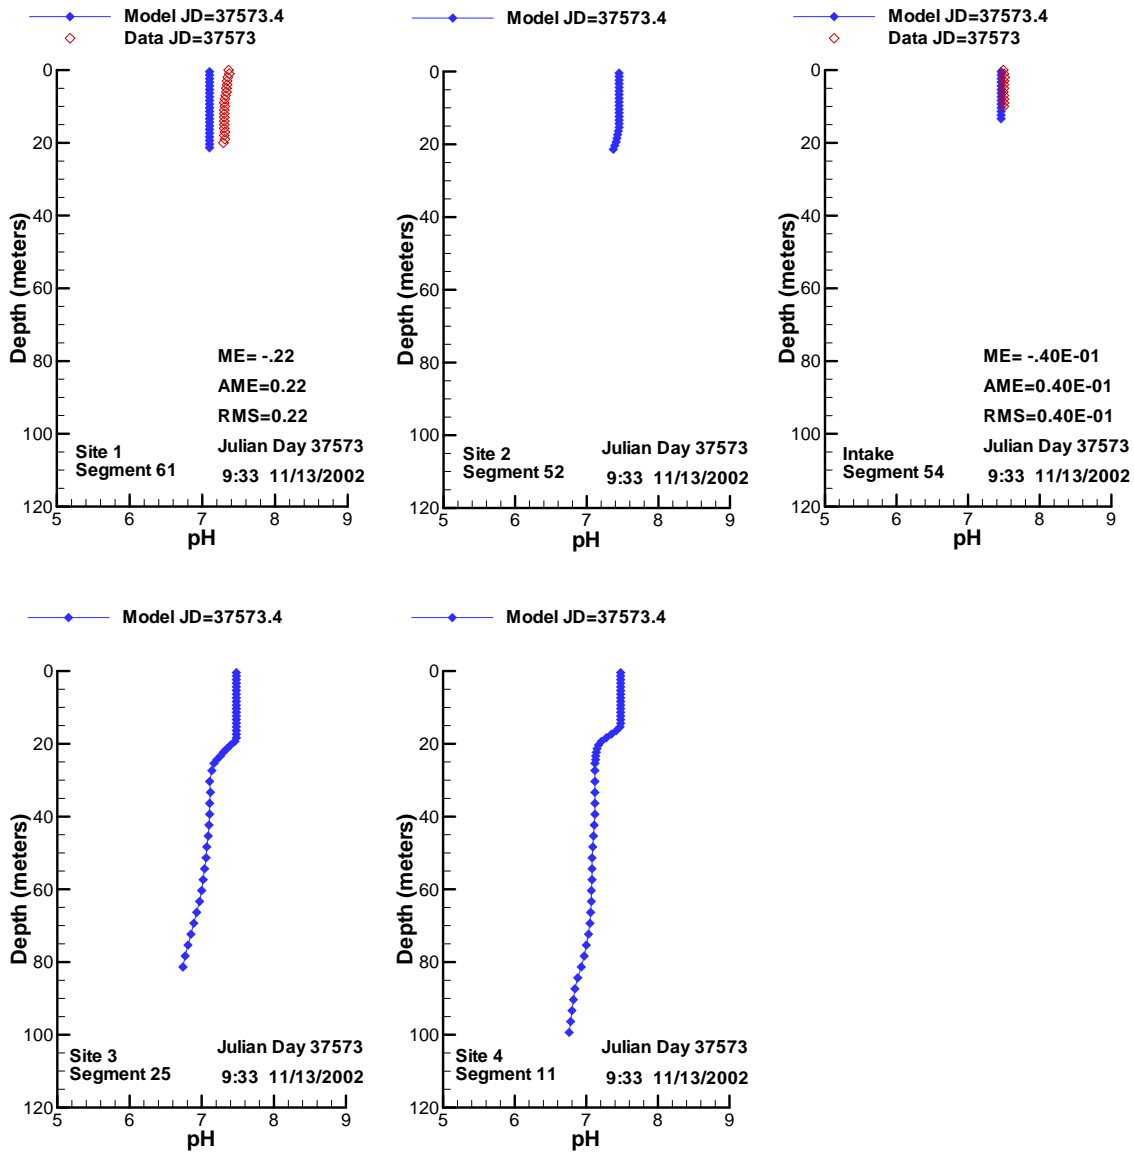 Model JD=37573.4
Data JD=37573
0
20
40
60
80
100
120
Depth (meters)
ME= -.22
AME=0.22
RMS=0.22
Site 1
Segment 61
Julian Day 37573
9:33 11/13/2002
5 6 7 8 9
pH
Model JD=37573.4
0
20
40
60
80
100
120
Depth (meters)
Site 2
Segment 52
Julian Day 37573
9:33 11/13/2002
5 6 7 8 9
pH
Model JD=37573.4
Data JD=37573
0
20
40
60
80
100
120
Depth (meters)
ME= -.40E-01
AME=0.40E-01
RMS=0.40E-01
Intake
Segment 54
Julian Day 37573
9:33 11/13/2002
5 6 7 8 9
pH
Model JD=37573.4
0
20
40
60
80
100
120
Depth (meters)
Site 3
Segment 25
Julian Day 37573
9:33 11/13/2002
5 6 7 8 9
pH
Model JD=37573.4
0
20
40
60
80
100
120
Depth (meters)
Site 4
Segment 11
Julian Day 37573
9:33 11/13/2002
5 6 7 8 9
pH